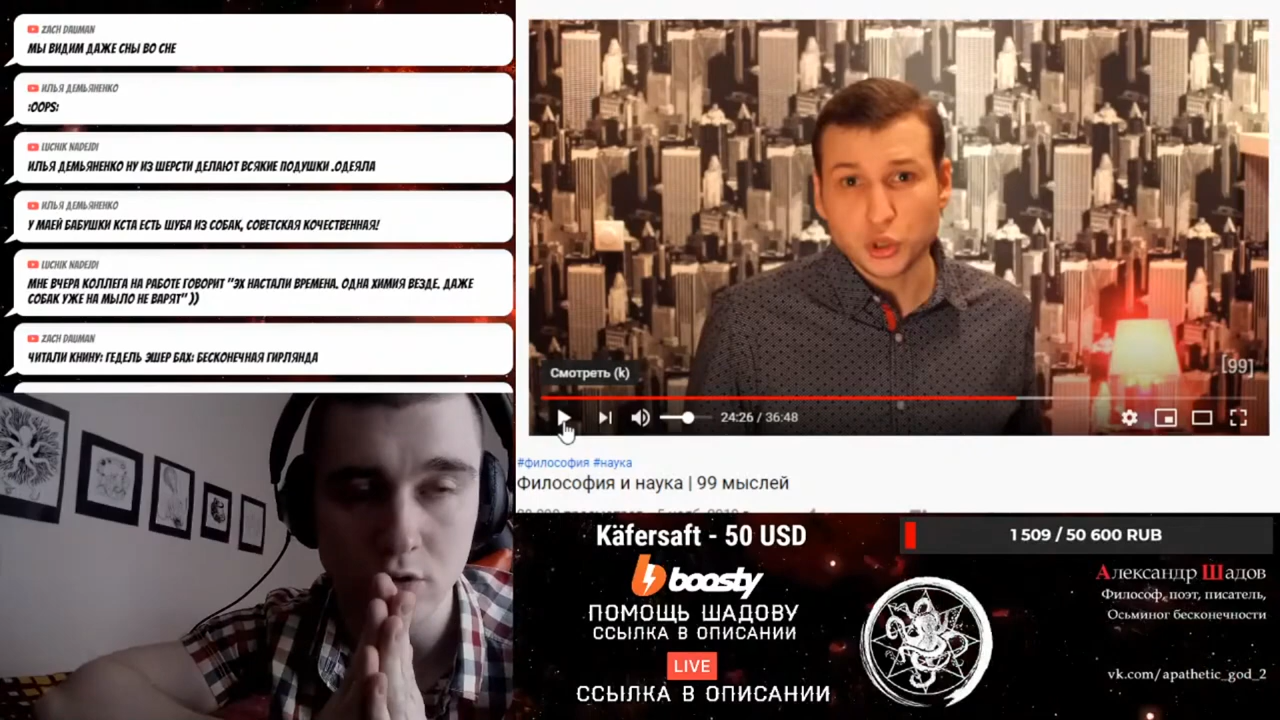 ZACH DAUMAN
МЫ ВИДИМ ДАЖЕ СНЫ ВО СНЕ
ИЛЬЯ ДЕМЬЯНЕНКО
:OOPS:
LUCHIK NADEJDI
ИЛЬЯ ДЕМЬЯНЕНКО НУ ИЗ ШЕРСТИ ДЕЛАЮТ ВСЯКИЕ ПОДУШКИ .ОДЕЯЛА
ИЛЬЯ ДЕМЬЯНЕНКО
У МАЕЙ БАБУШКИ КСТА ЕСТЬ ШУБА ИЗ СОБАК, СОВЕТСКАЯ КОЧЕСТВЕННАЯ!
LUCHIK NADEJDI
МНЕ ВЧЕРА КОЛЛЕГА НА РАБОТЕ ГОВОРИТ "ЭХ НАСТАЛИ ВРЕМЕНА. ОДНА ХИМИЯ ВЕЗДЕ. ДАЖЕ
СОБАК УЖЕ НА МЫЛО НЕ ВАРЯТ" ))
ZACH DAUMAN
ЧИТАЛИ КНИНУ: ГЕДЕЛЬ ЭШЕР БАХ: БЕСКОНЕЧНАЯ ГИРЛЯНДА
[99]
Смотреть (k)
24:26 / 36:48
#философия #наука
Философия и наука | 99 мыслей
Käfersaft - 50 USD
boosty
ПОМОЩЬ ШАДОВУ
ССЫЛКА В ОПИСАНИИ
LIVE
ССЫЛКА В ОПИСАНИИ
1 509 / 50 600 RUB
Александр Шадов
Философ, поэт, писатель,
Осьминог бесконечности
vk.com/apathetic_god_2